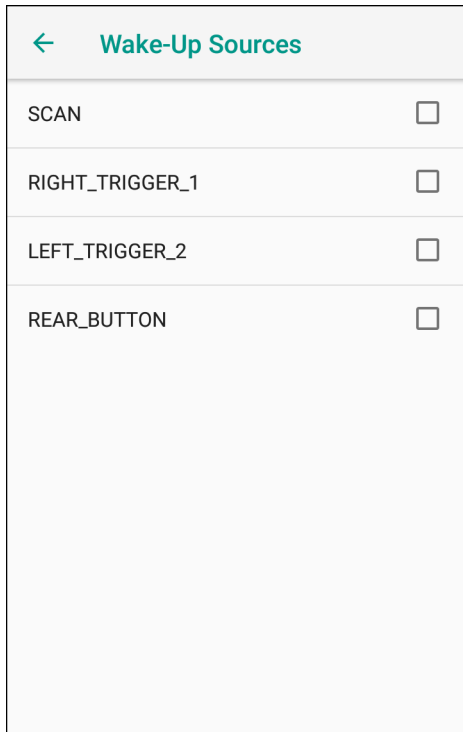 Wake-Up Sources
SCAN
RIGHT_TRIGGER_1
LEFT_TRIGGER_2
REAR_BUTTON